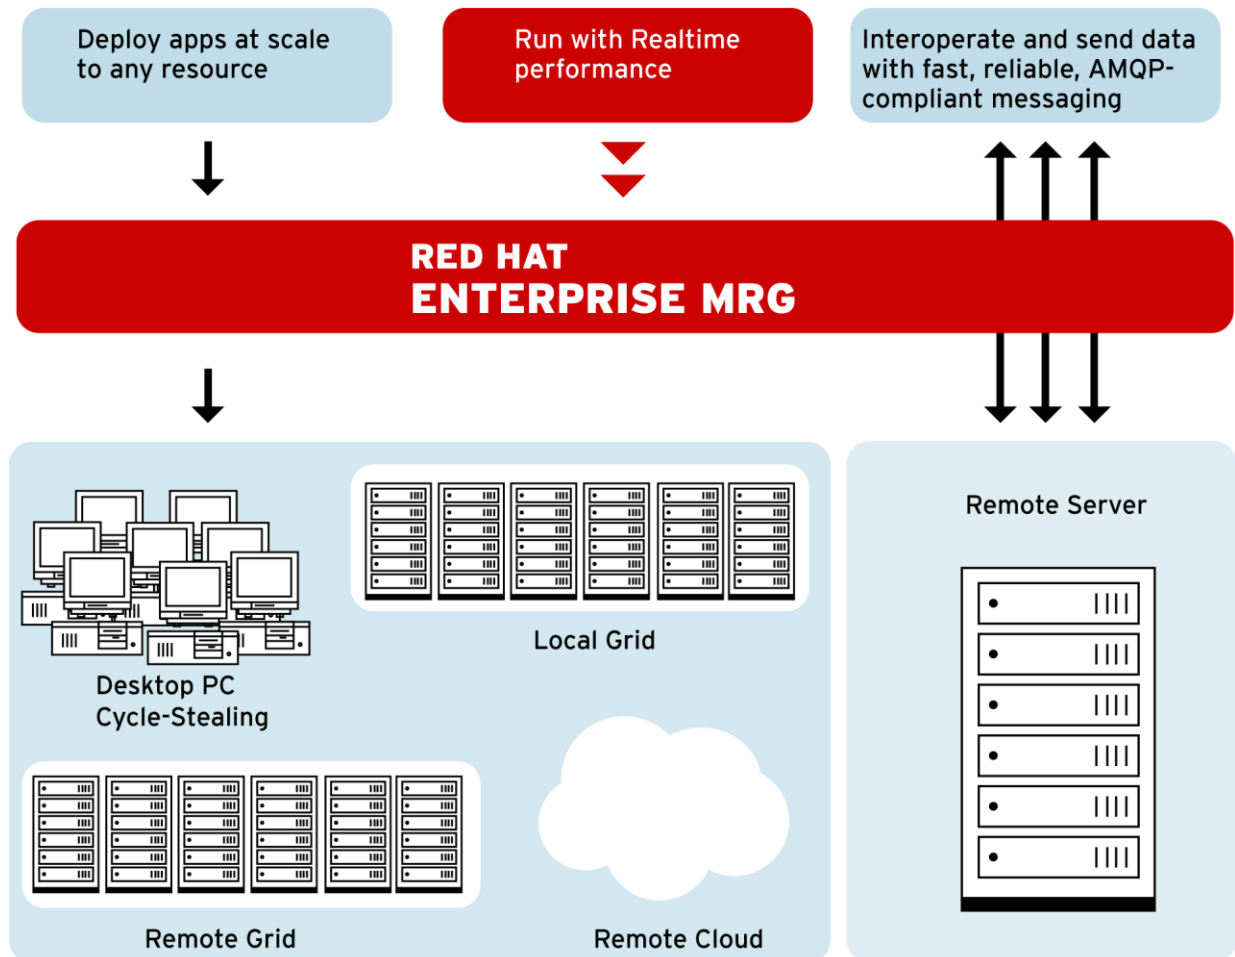 Deploy apps at scale
to any resource
Run with Realtime
performance
Interoperate and send data
with fast, reliable, AMQP-
compliant messaging
RED HAT
ENTERPRISE MRG
Desktop PC
Cycle-Stealing
Local Grid
Remote Server
Remote Grid
Remote Cloud